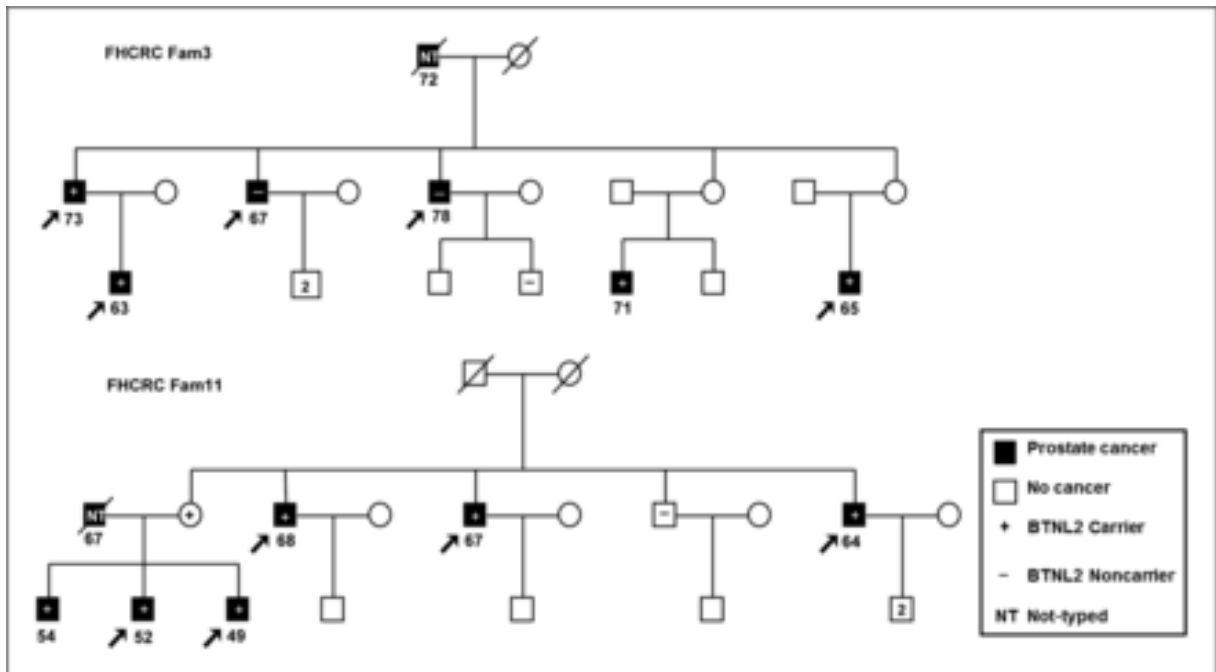 FHCRC Fam3
NT
72
+ − −
73 67 78
+ 2 − + +
63 71 65
FHCRC Fam11
Prostate cancer
No cancer
+ BTNL2 Carrier
− BTNL2 Noncarrier
NT Not-typed
NT + + + − +
67 68 67 64
+ + + 2
54 52 49